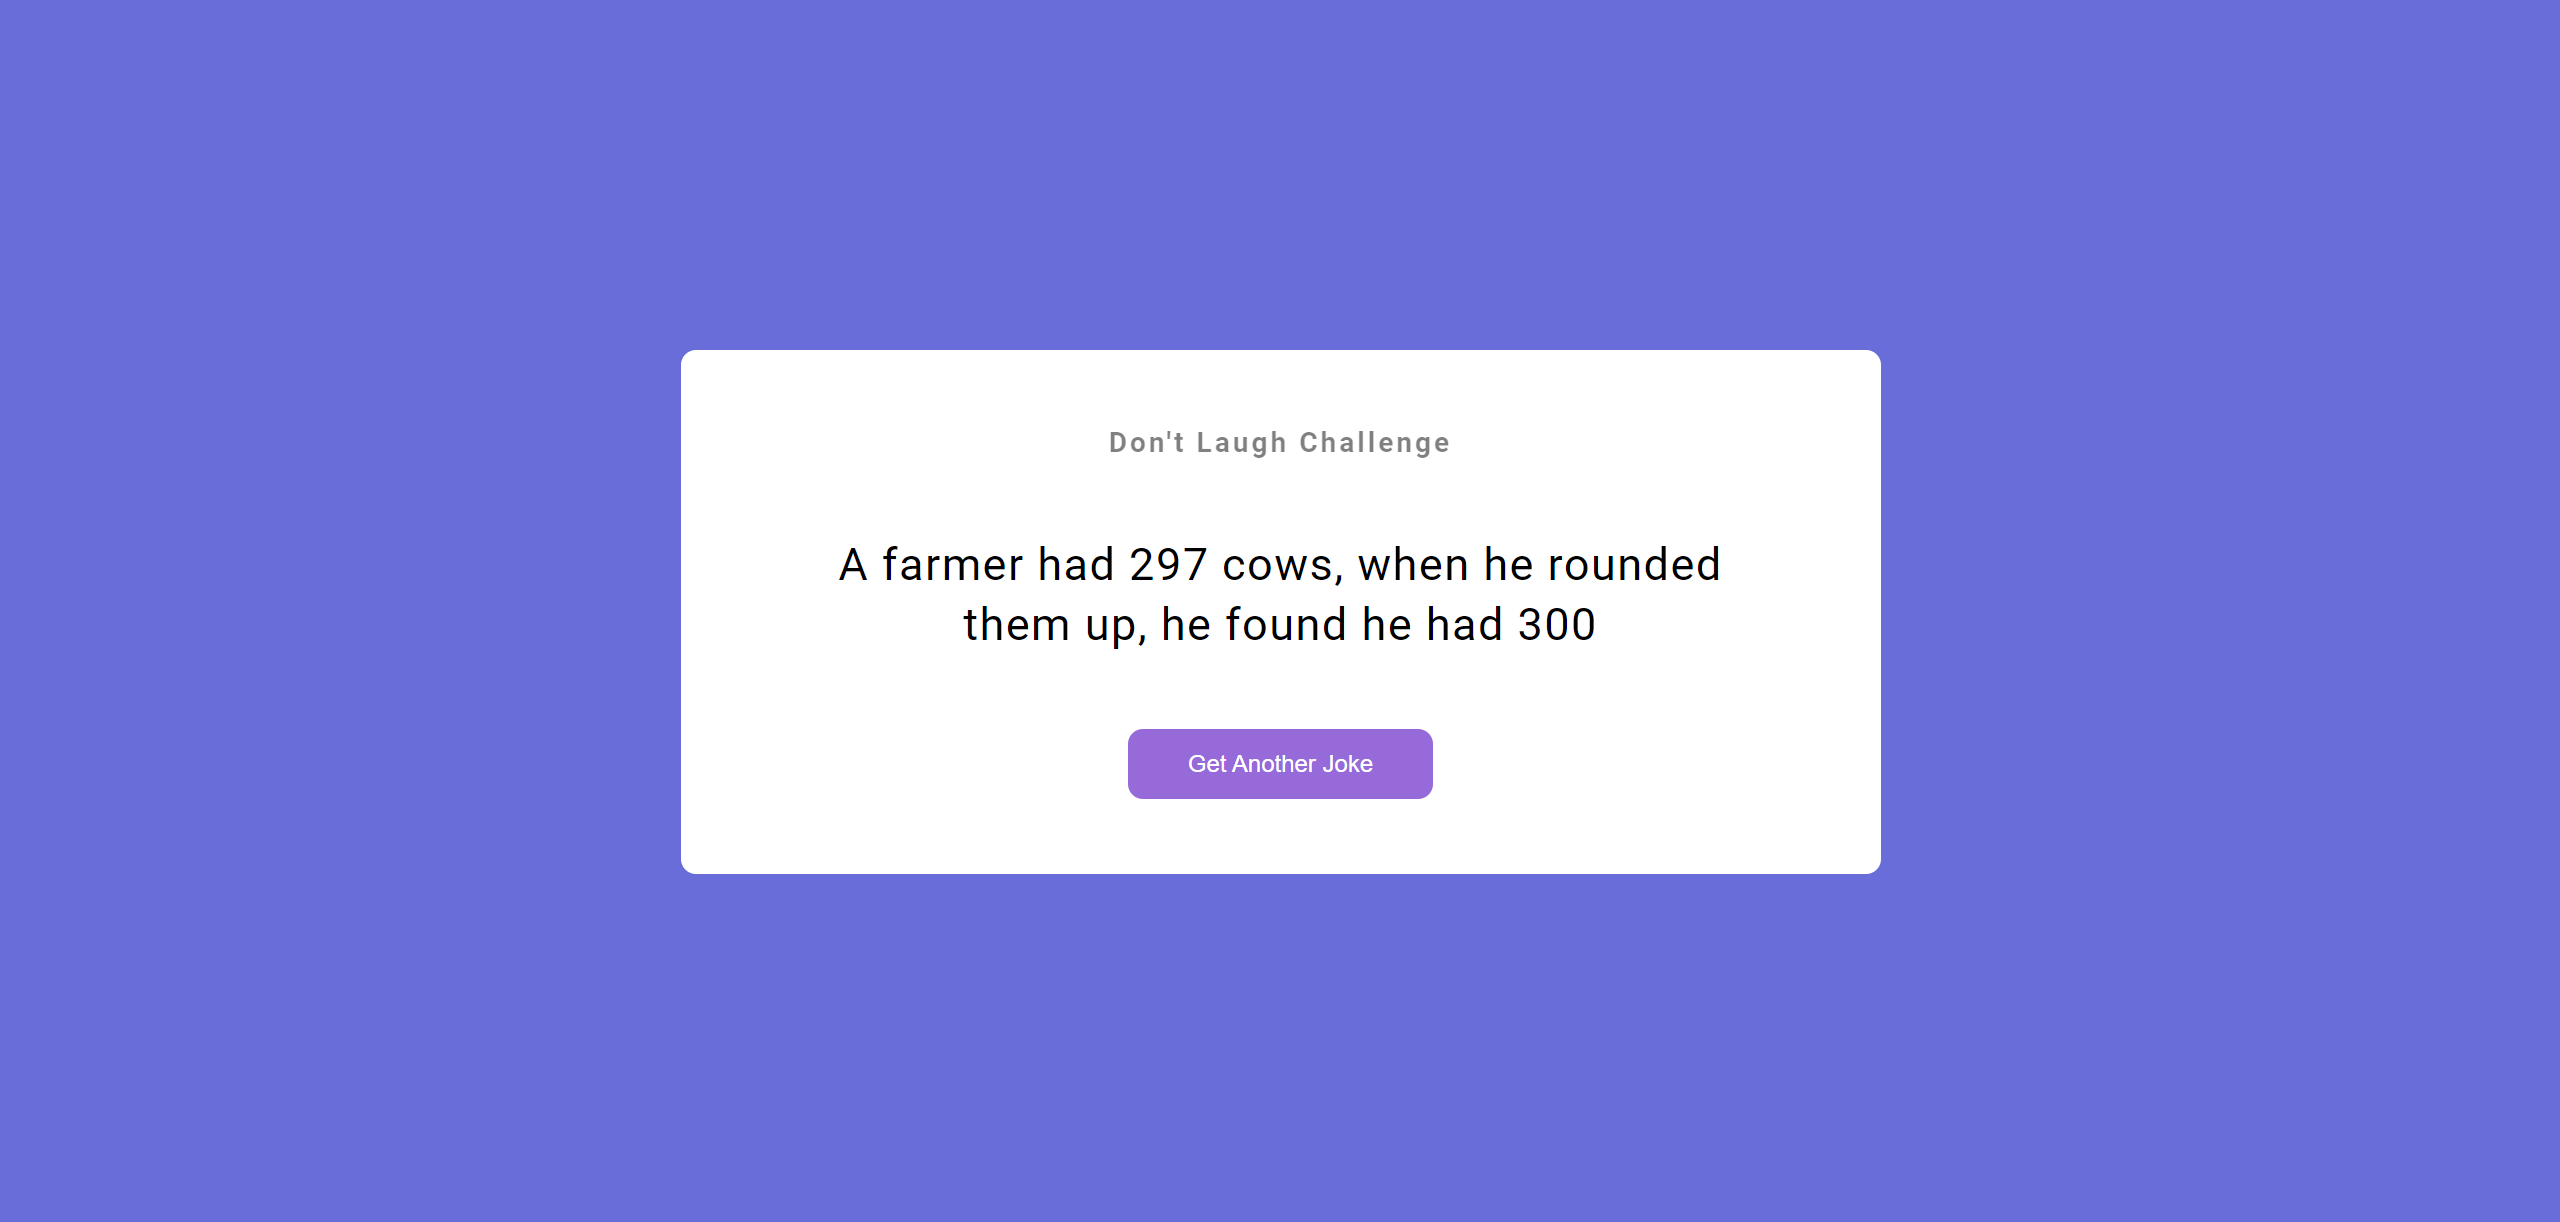 Don't Laugh Challenge
A farmer had 297 cows, when he rounded
them up, he found he had 300
Get Another Joke